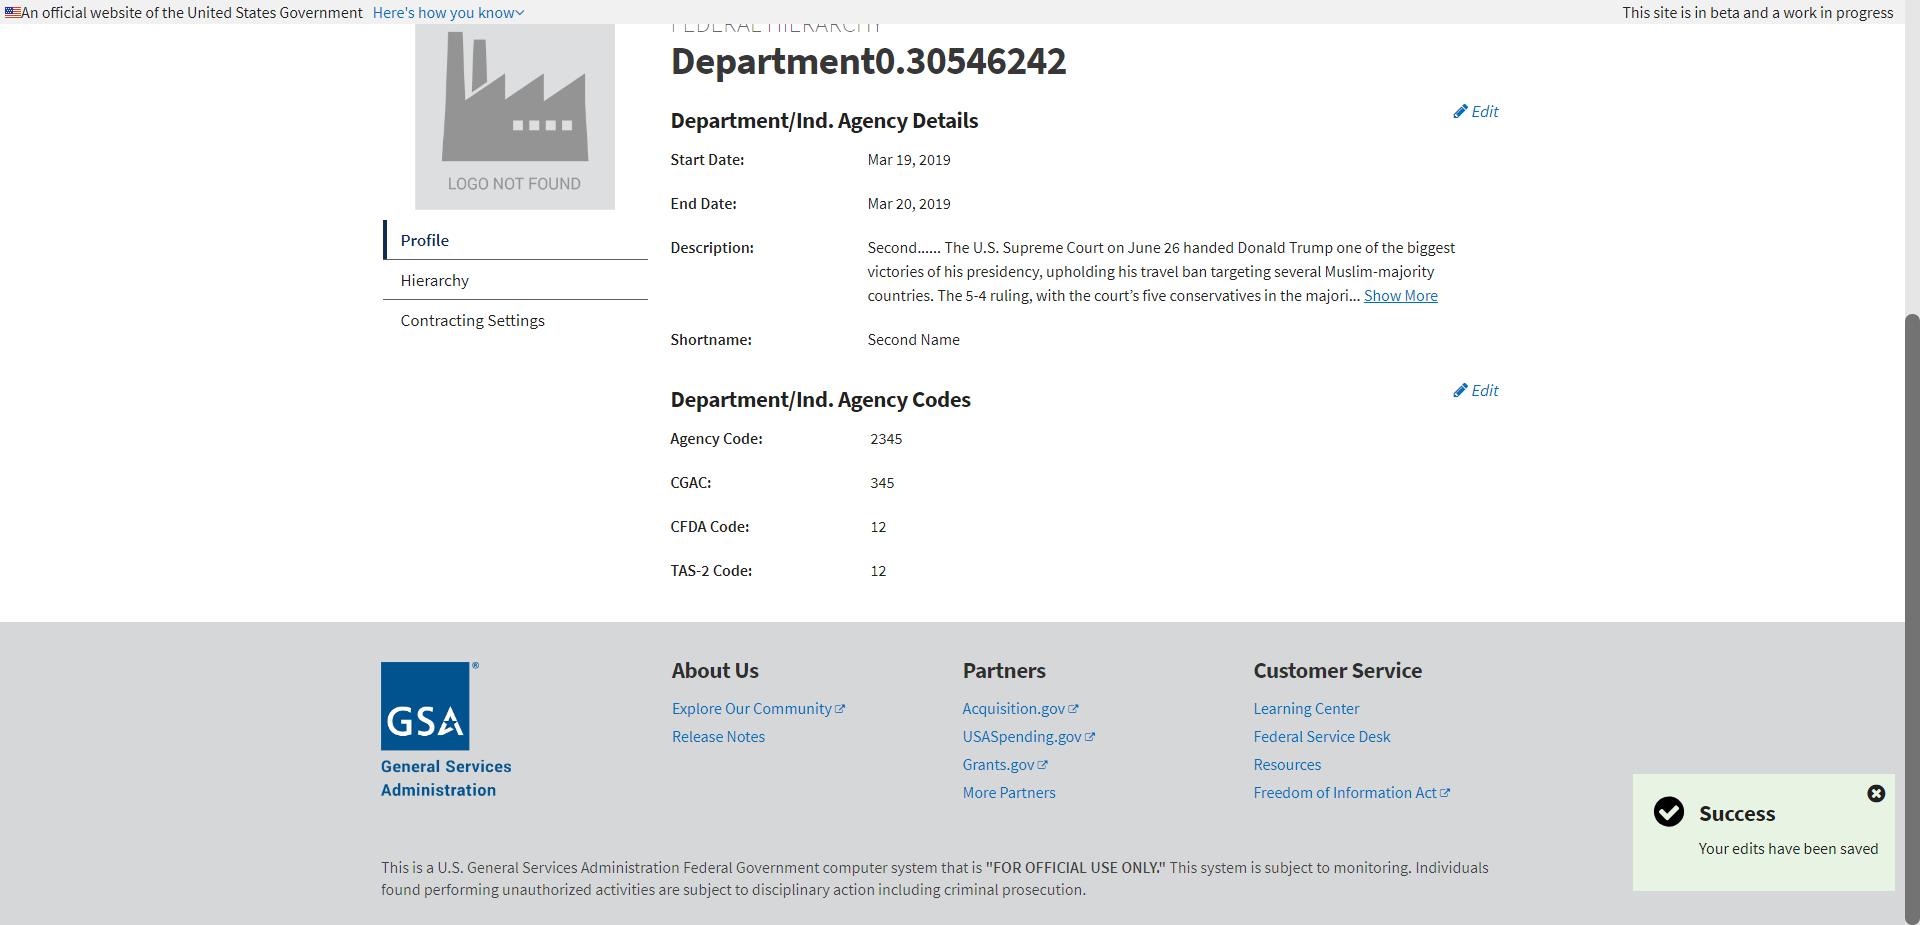 An official website of the United States Government Here's how you know
This site is in beta and a work in progress
FEDERAL HIERARCHY
Department0.30546242
LOGO NOT FOUND
Profile
Hierarchy
Contracting Settings
Department/Ind. Agency Details
Edit
Start Date: Mar 19, 2019
End Date: Mar 20, 2019
Description: Second...... The U.S. Supreme Court on June 26 handed Donald Trump one of the biggest
victories of his presidency, upholding his travel ban targeting several Muslim-majority
countries. The 5-4 ruling, with the court’s five conservatives in the majori... Show More
Shortname: Second Name
Department/Ind. Agency Codes
Edit
Agency Code: 2345
CGAC: 345
CFDA Code: 12
TAS-2 Code: 12
GSA®
General Services
Administration
About Us
Explore Our Community
Release Notes
Partners
Acquisition.gov
USASpending.gov
Grants.gov
More Partners
Customer Service
Learning Center
Federal Service Desk
Resources
Freedom of Information Act
Success
Your edits have been saved
This is a U.S. General Services Administration Federal Government computer system that is "FOR OFFICIAL USE ONLY." This system is subject to monitoring. Individuals
found performing unauthorized activities are subject to disciplinary action including criminal prosecution.